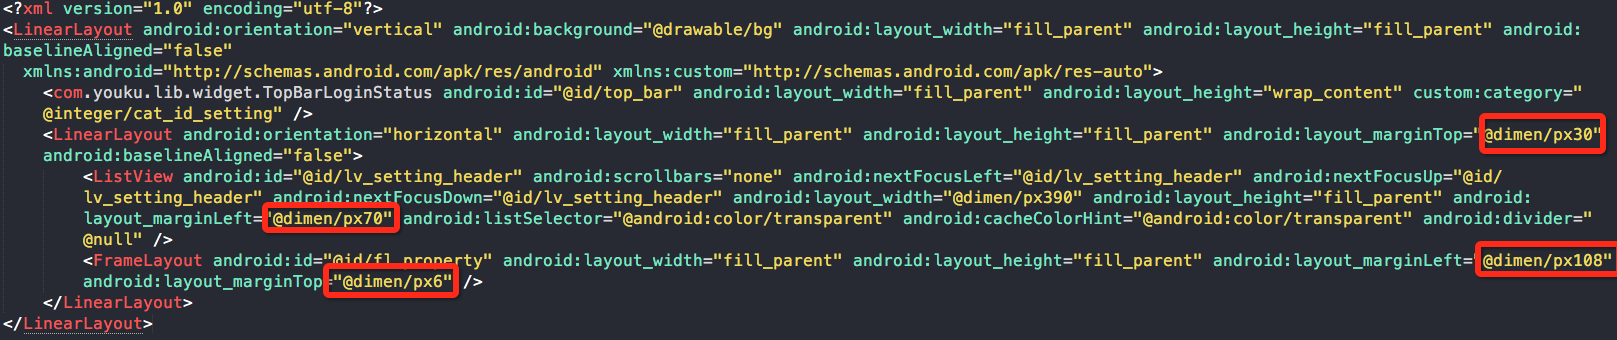 <?xml version="1.0" encoding="utf-8"?>
<LinearLayout android:orientation="vertical" android:background="@drawable/bg" android:layout_width="fill_parent" android:layout_height="fill_parent" android:
baselineAligned="false"
xmlns:android="http://schemas.android.com/apk/res/android" xmlns:custom="http://schemas.android.com/apk/res-auto">
<com.youku.lib.widget.TopBarLoginStatus android:id="@id/top_bar" android:layout_width="fill_parent" android:layout_height="wrap_content" custom:category="
@integer/cat_id_setting" />
<LinearLayout android:orientation="horizontal" android:layout_width="fill_parent" android:layout_height="fill_parent" android:layout_marginTop="@dimen/px30"
android:baselineAligned="false">
<ListView android:id="@id/lv_setting_header" android:scrollbars="none" android:nextFocusLeft="@id/lv_setting_header" android:nextFocusUp="@id/
lv_setting_header" android:nextFocusDown="@id/lv_setting_header" android:layout_width="@dimen/px390" android:layout_height="fill_parent" android:
layout_marginLeft="@dimen/px70" android:listSelector="@android:color/transparent" android:cacheColorHint="@android:color/transparent" android:divider="
@null" />
<FrameLayout android:id="@id/fl_property" android:layout_width="fill_parent" android:layout_height="fill_parent" android:layout_marginLeft="@dimen/px108"
android:layout_marginTop="@dimen/px6" />
</LinearLayout>
</LinearLayout>